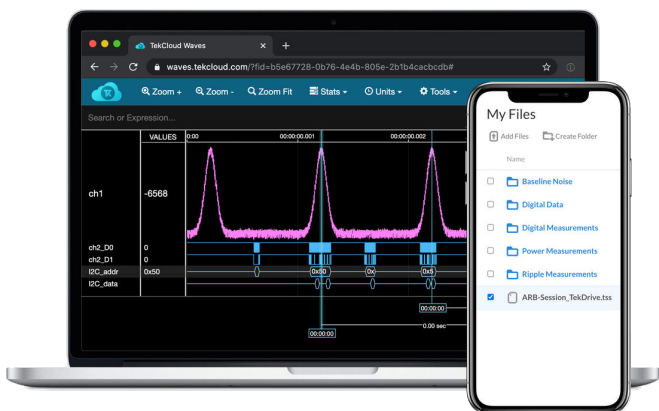 TekCloud Waves
waves.tekcloud.com/?fid=b5e67728-0b76-4e4b-805e-2b1b4cacbcdb#
Zoom + Zoom - Zoom Fit Stats Units Tools
Search or Expression...
VALUES 0:00 00:00:00.001 00:00:00.002
ch1 -6568
ch2_D0 0
ch2_D1 0
I2C_addr 0x50 0x50 0x 0x5
I2C_data
00:00:00
0.00 sec
00:00:00
My Files
Add Files Create Folder
Name
Baseline Noise
Digital Data
Digital Measurements
Power Measurements
Ripple Measurements
ARB-Session_TekDrive.tss